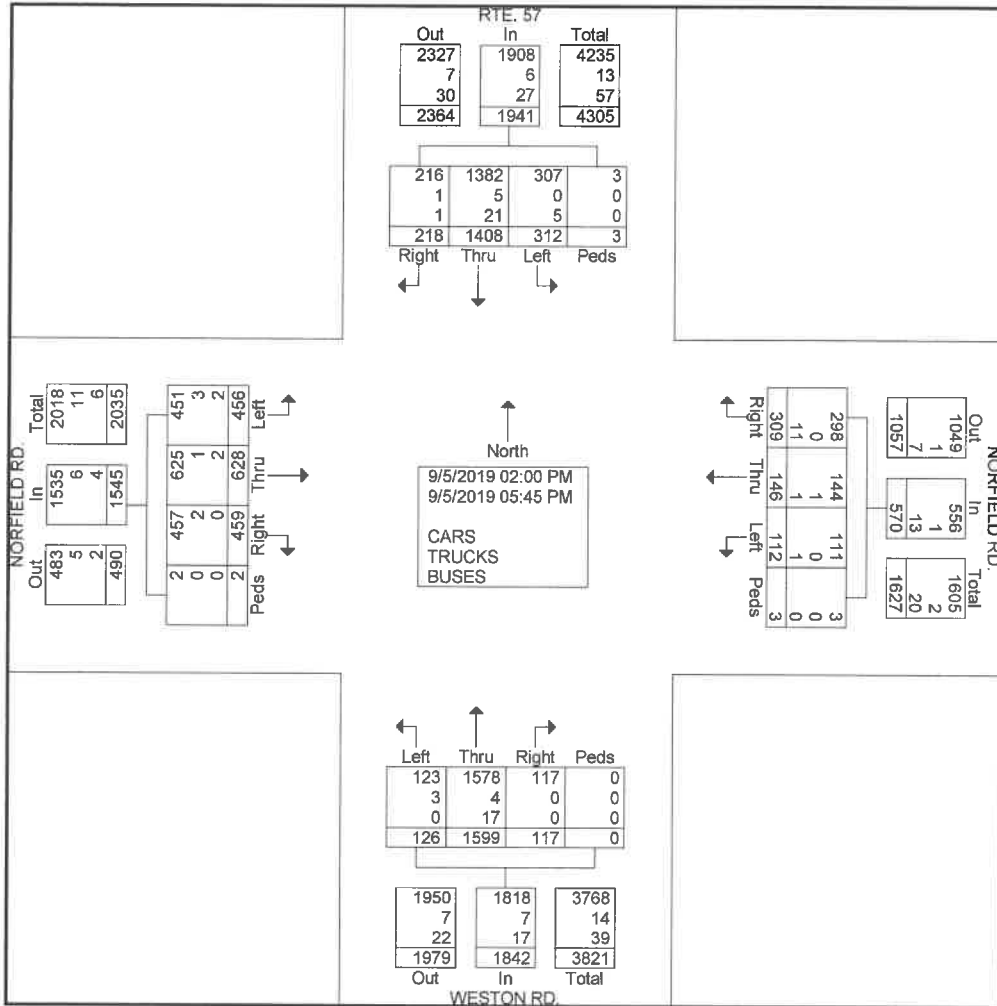 RTE. 57
Out In Total
2327 1908 4235
7 6 13
30 27 57
2364 1941 4305
216 1382 307 3
1 5 0 0
1 21 5 0
218 1408 312 3
Right Thru Left Peds
NORFIELD RD.
Total In Out
2018 1535 483
11 6 5
6 4 2
2035 1545 490
451 625 457 2
3 1 2 0
2 2 0 0
456 628 459 2
Left Thru Right Peds
North
9/5/2019 02:00 PM
9/5/2019 05:45 PM
CARS
TRUCKS
BUSES
NORFIELD RD.
Out In Total
1049 556 1605
1 1 2
7 13 20
1057 570 1627
298 144 111 3
0 1 0 0
11 1 1 0
309 146 112 3
Right Thru Left Peds
Left Thru Right Peds
123 1578 117 0
3 4 0 0
0 17 0 0
126 1599 117 0
1950 1818 3768
7 7 14
22 17 39
1979 1842 3821
Out In Total
WESTON RD.